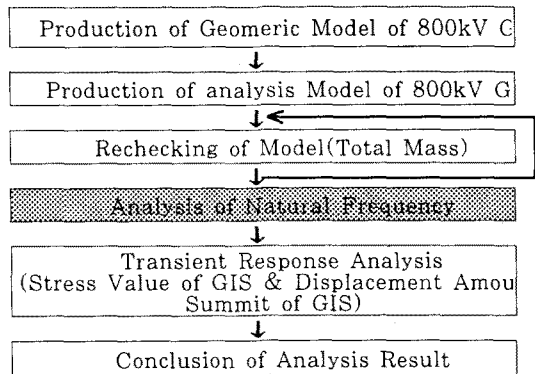 Production of Geomeric Model of 800kV
Production of analysis Model of 800kV G
Rechecking of Model(Total Mass)
Analysis of Natural Frequency
Transient Response Analysis
(Stress Value of GIS & Displacement Amou
Summit of GIS)
Conclusion of Analysis Result